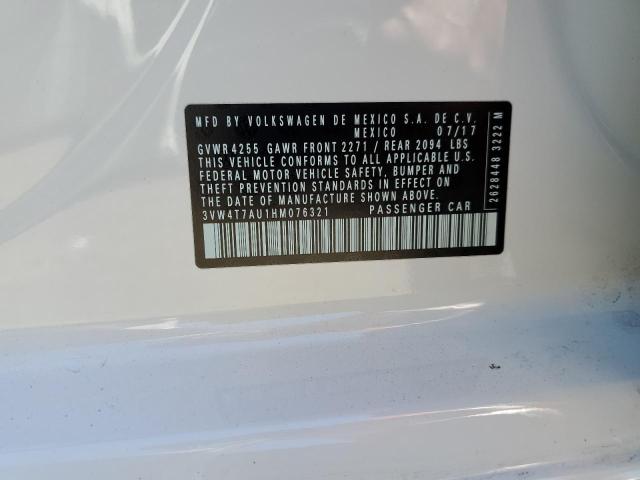 MFD BY VOLKSWAGEN DE MEXICO S.A. DE C.V.
MEXICO 07/17
GVWR 4255 GAWR FRONT 2271 / REAR 2094 LBS
THIS VEHICLE CONFORMS TO ALL APPLICABLE U.S.
FEDERAL MOTOR VEHICLE SAFETY, BUMPER AND
THEFT PREVENTION STANDARDS IN EFFECT ON
DATE OF MANUFACTURE SHOWN ABOVE.
3VW4T7AU1HM076321 PASSENGER CAR
2628448 3222 M